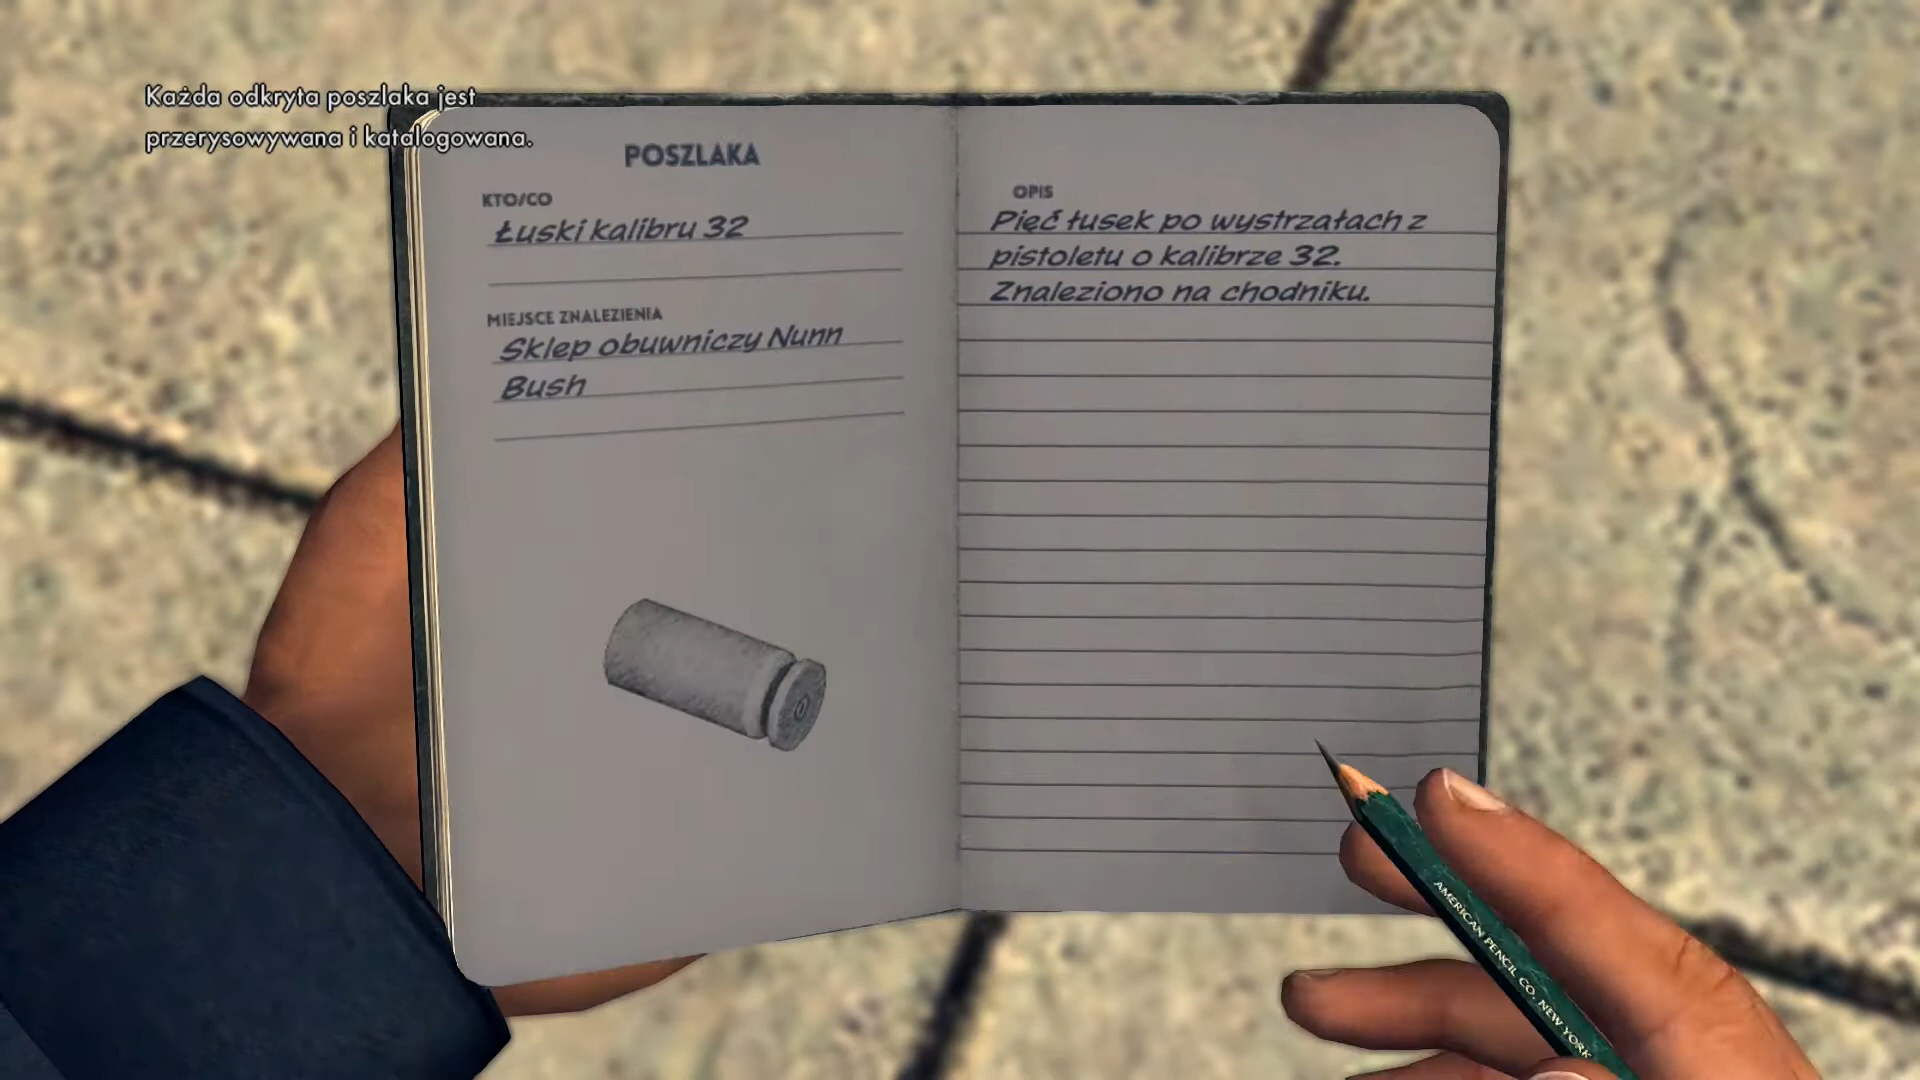 Każda odkryta poszlaka jest
przerysowywana i katalogowana.
POSZLAKA
KTO/CO
Łuski kalibru 32
MIEJSCE ZNALEZIENIA
Sklep obuwniczy Nunn
Bush
OPIS
Pięć łusek po wystrzałach z
pistoletu o kalibrze 32.
Znaleziono na chodniku.
AMERICAN PENCIL CO. NEW YORK